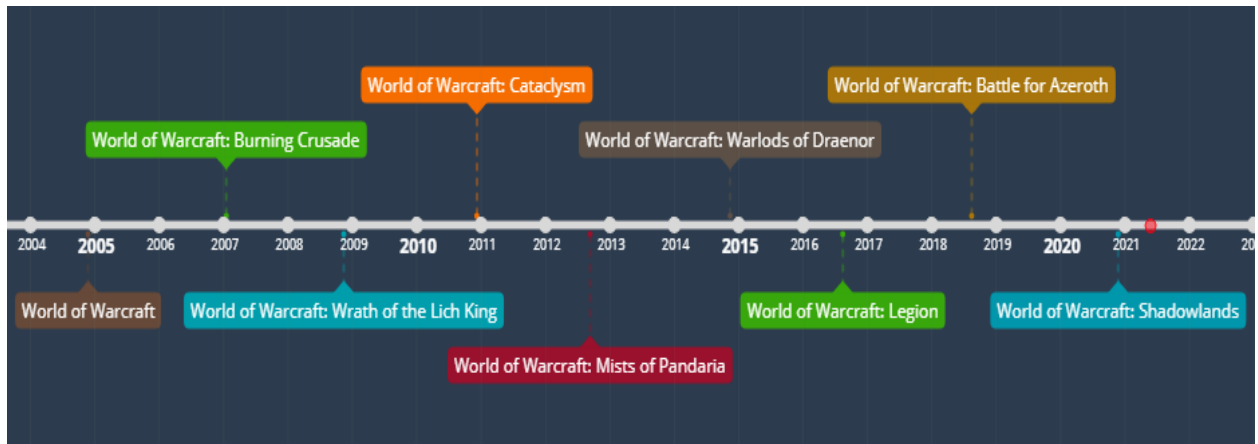 World of Warcraft: Cataclysm
World of Warcraft: Battle for Azeroth
World of Warcraft: Burning Crusade
World of Warcraft: Warlods of Draenor
2004 2005 2006 2007 2008 2009 2010 2011 2012 2013 2014 2015 2016 2017 2018 2019 2020 2021 2022 20
World of Warcraft
World of Warcraft: Wrath of the Lich King
World of Warcraft: Legion
World of Warcraft: Shadowlands
World of Warcraft: Mists of Pandaria